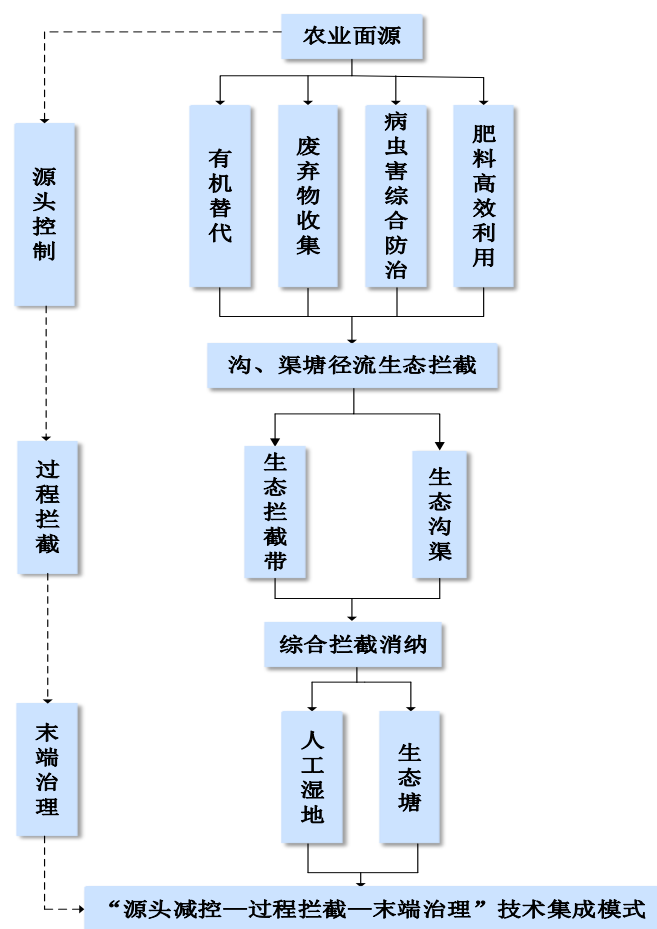 农业面源
源头控制
有机替代
废弃物收集
病虫害综合防治
肥料高效利用
沟、渠塘径流生态拦截
过程拦截
生态拦截带
生态沟渠
综合拦截消纳
末端治理
人工湿地
生态塘
“源头减控—过程拦截—末端治理”技术集成模式